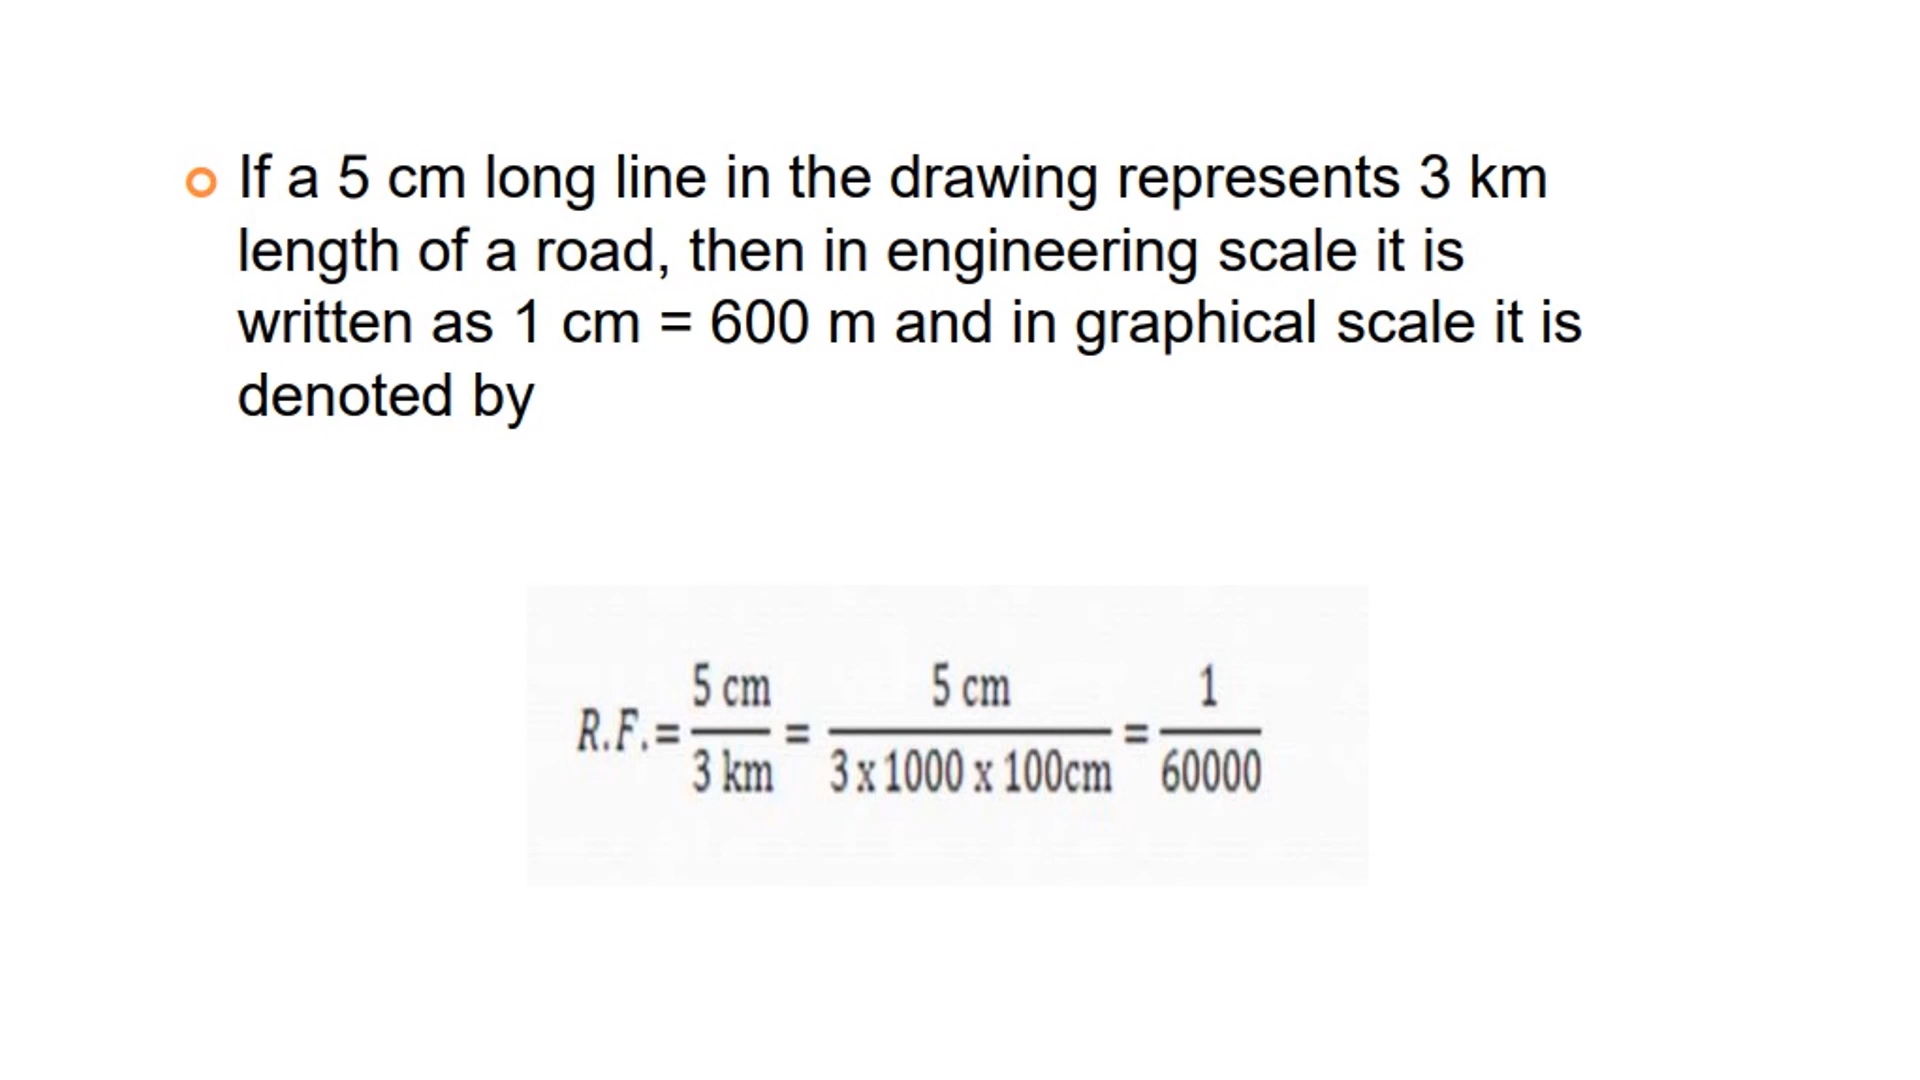 If a 5 cm long line in the drawing represents 3 km
length of a road, then in engineering scale it is
written as 1 cm = 600 m and in graphical scale it is
denoted by
R.F.= 5 cm / 3 km = 5 cm / 3 x 1000 x 100cm = 1 / 60000